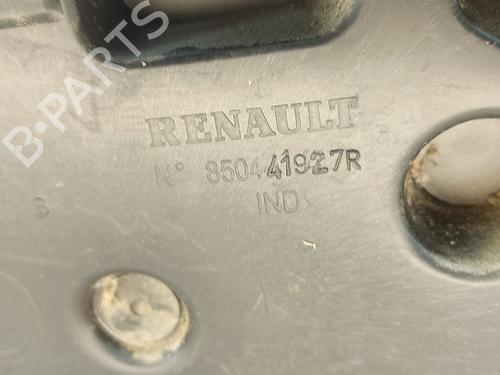 RENAULT
N° 850441927R
IND
B
B-PARTS